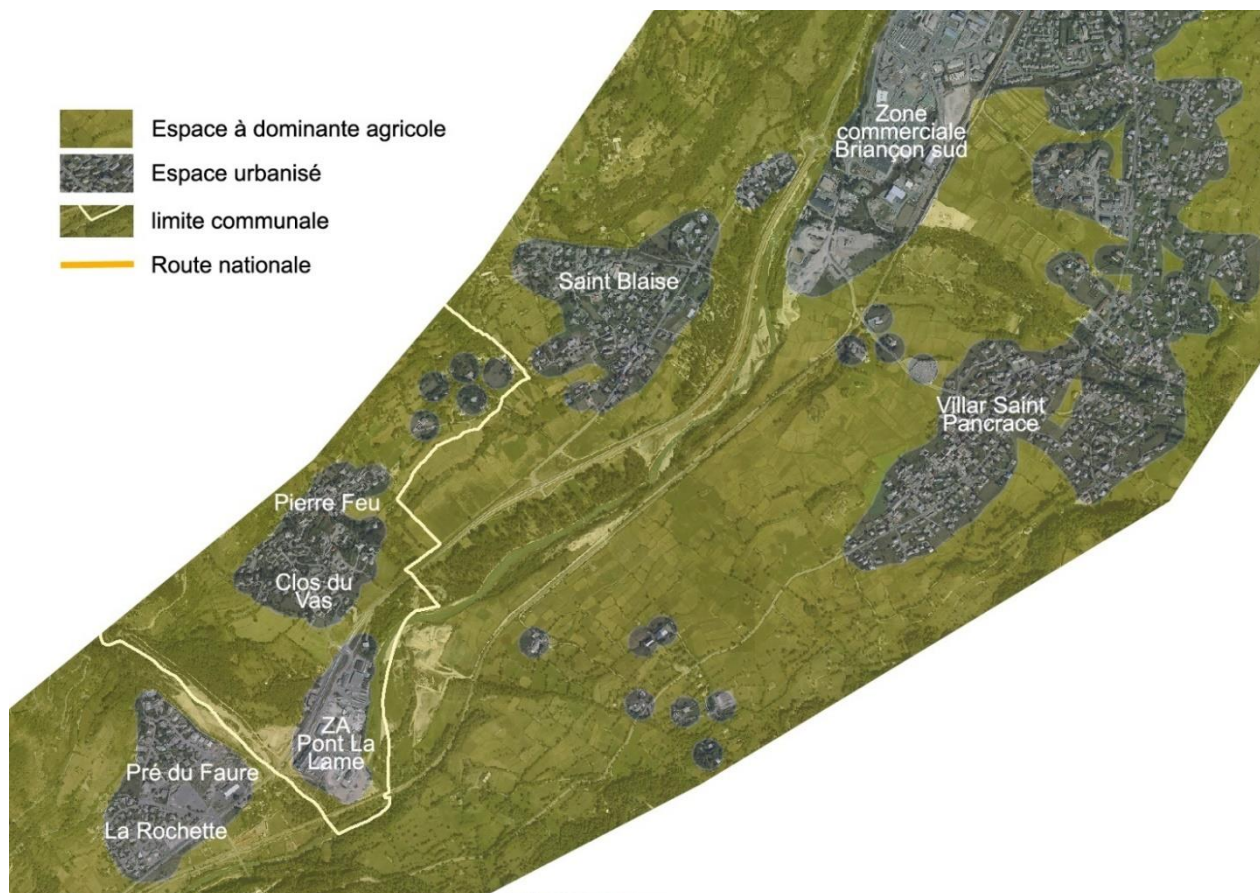 Espace à dominante agricole
Espace urbanisé
limite communale
Route nationale
Zone
commerciale
Briançon sud
Saint Blaise
Villar Saint
Pancrace
Pierre Feu
Clos du
Vas
ZA
Pont La
Lame
Pré du Faure
La Rochette